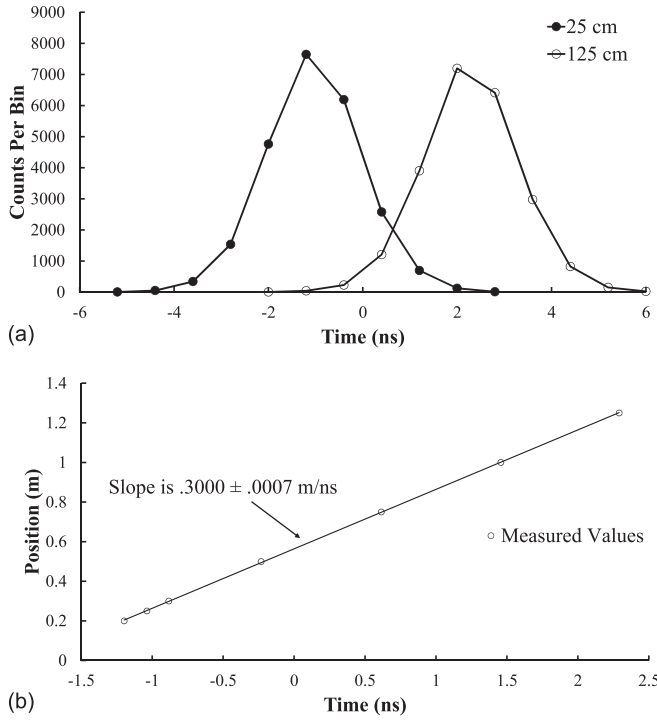 9000
8000
7000
6000
5000
4000
3000
2000
1000
0
Counts Per Bin
25 cm
125 cm
-6 -4 -2 0 2 4 6
Time (ns)
(a)
1.4
1.2
1
0.8
0.6
0.4
0.2
0
Position (m)
Slope is .3000 ± .0007 m/ns
Measured Values
-1.5 -1 -0.5 0 0.5 1 1.5 2 2.5
Time (ns)
(b)